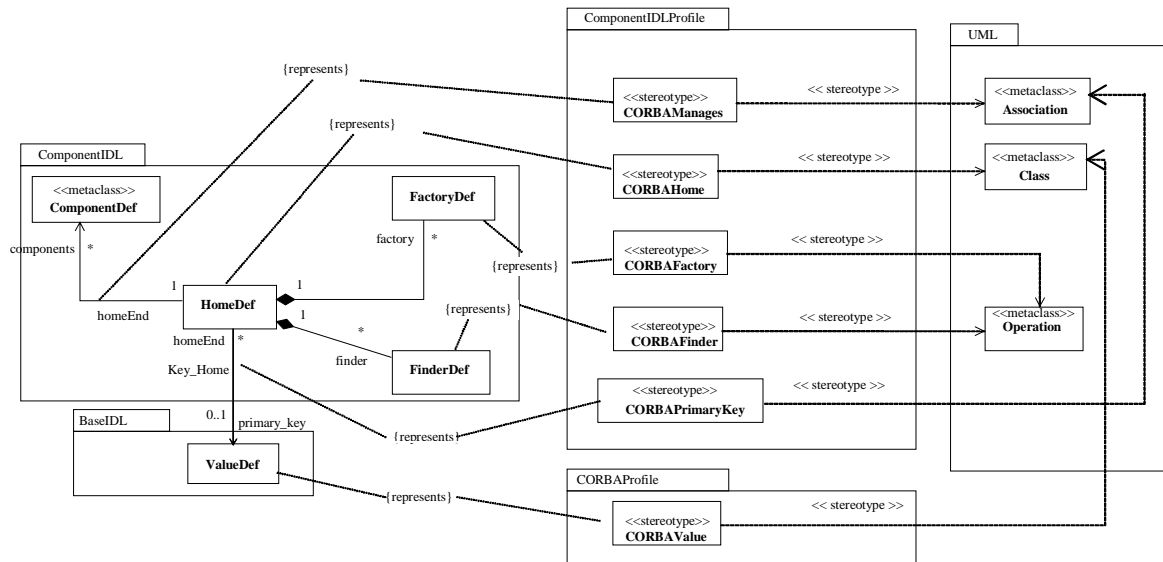 ComponentIDLProfile
UML
{represents}
<<stereotype>>
CORBAManages
<< stereotype >>
<<metaclass>>
Association
{represents}
ComponentIDL
<<stereotype>>
CORBAHome
<< stereotype >>
<<metaclass>>
Class
<<metaclass>>
ComponentDef
FactoryDef
components
*
factory
*
{represents}
<<stereotype>>
CORBAFactory
<< stereotype >>
1
homeEnd
HomeDef
1
1
{represents}
homeEnd
*
*
finder
FinderDef
<<stereotype>>
CORBAFinder
<< stereotype >>
<<metaclass>>
Operation
Key_Home
<<stereotype>>
CORBAPrimaryKey
<< stereotype >>
0..1
primary_key
{represents}
BaseIDL
ValueDef
{represents}
CORBAProfile
<<stereotype>>
CORBAValue
<< stereotype >>